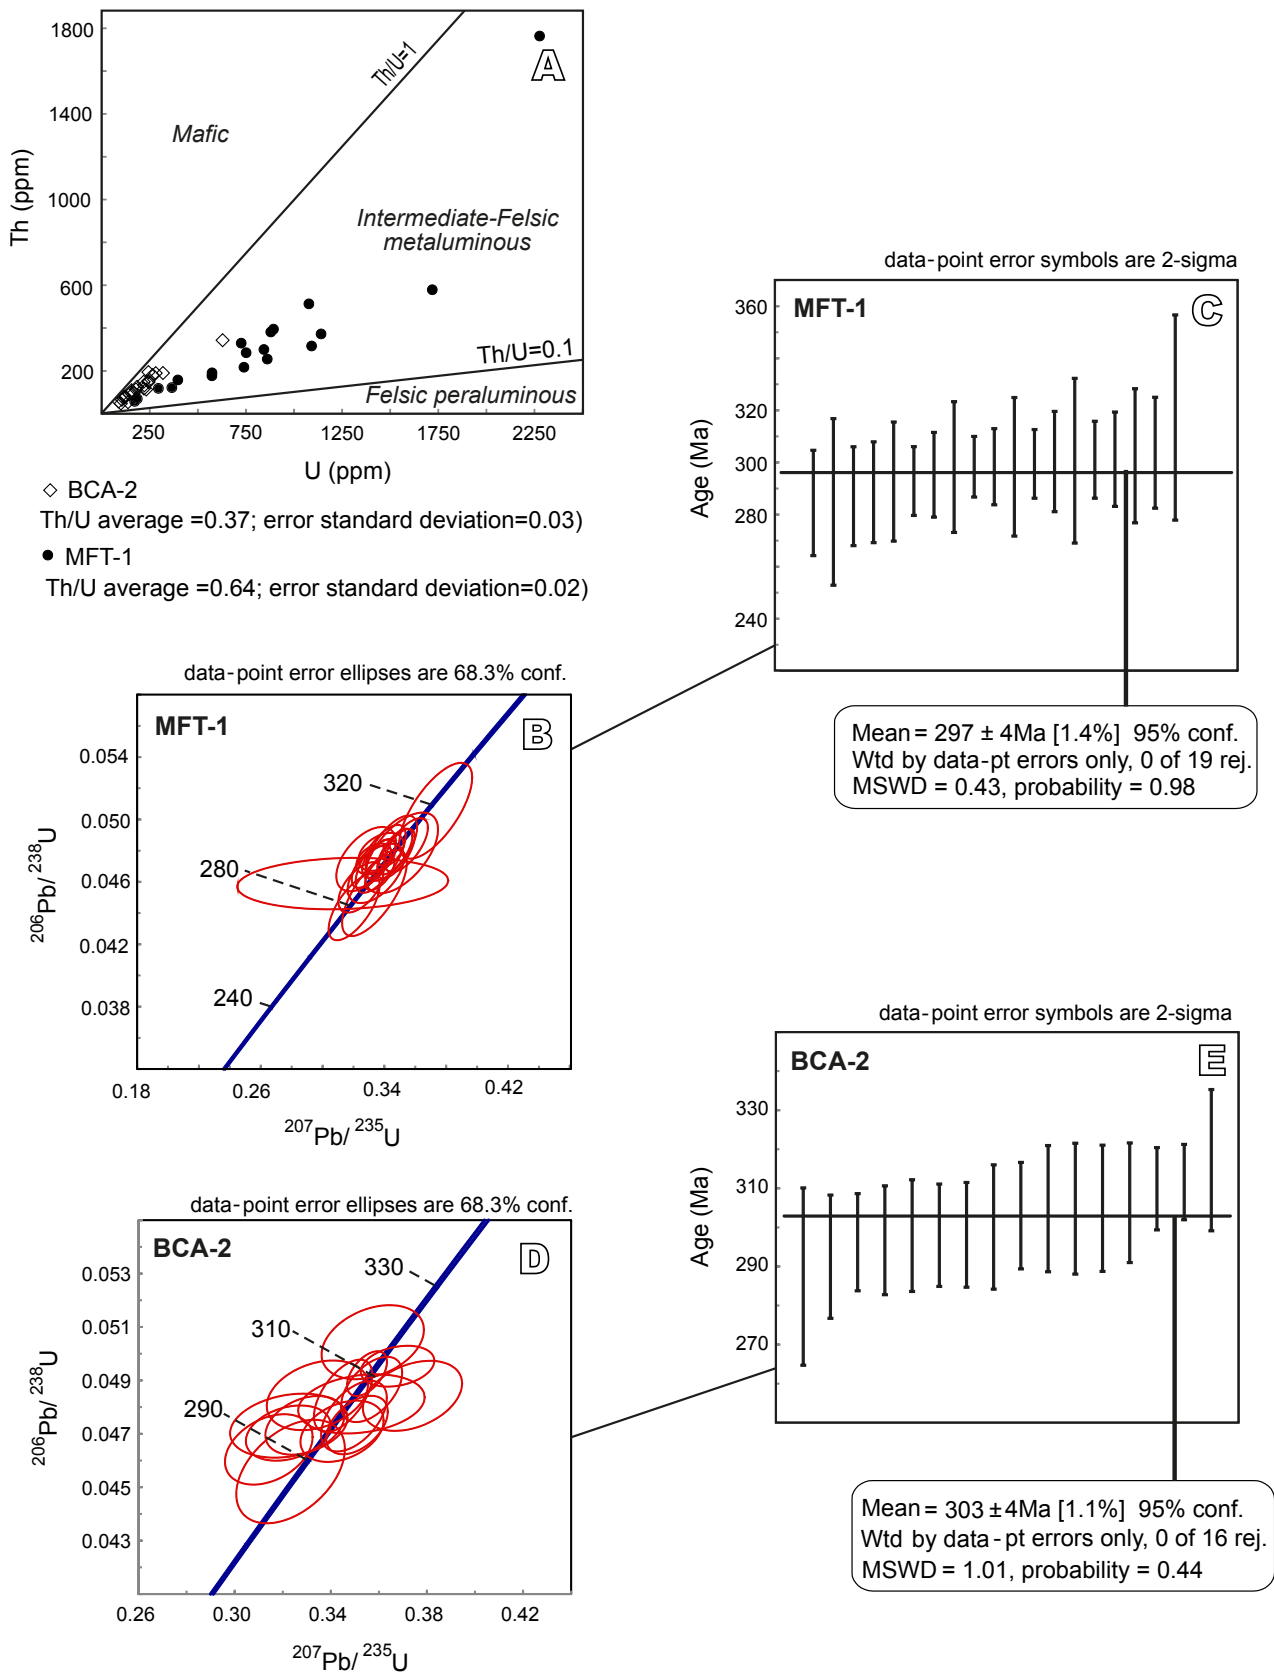 1800
1400
1000
600
200
Th (ppm)
Mafic
Th/U=1
A
Intermediate-Felsic
metaluminous
Th/U=0.1
Felsic peraluminous
250
750
1250
1750
2250
U (ppm)
BCA-2
Th/U average =0.37; error standard deviation=0.03)
MFT-1
Th/U average =0.64; error standard deviation=0.02)
data-point error symbols are 2-sigma
MFT-1
C
360
320
300
280
240
Age (Ma)
Mean = 297 ± 4Ma [1.4%] 95% conf.
Wtd by data-pt errors only, 0 of 19 rej.
MSWD = 0.43, probability = 0.98
data-point error ellipses are 68.3% conf.
MFT-1
B
0.054
0.050
0.046
0.042
0.038
206Pb/ 238U
320
280
240
0.18
0.26
0.34
0.42
207Pb/ 235U
data-point error symbols are 2-sigma
BCA-2
E
330
310
290
270
Age (Ma)
Mean = 303 ±4Ma [1.1%] 95% conf.
Wtd by data-pt errors only, 0 of 16 rej.
MSWD = 1.01, probability = 0.44
data-point error ellipses are 68.3% conf.
BCA-2
D
0.053
0.051
0.049
0.047
0.045
0.043
206Pb/ 238U
330
310
290
0.26
0.30
0.34
0.38
0.42
207Pb/ 235U